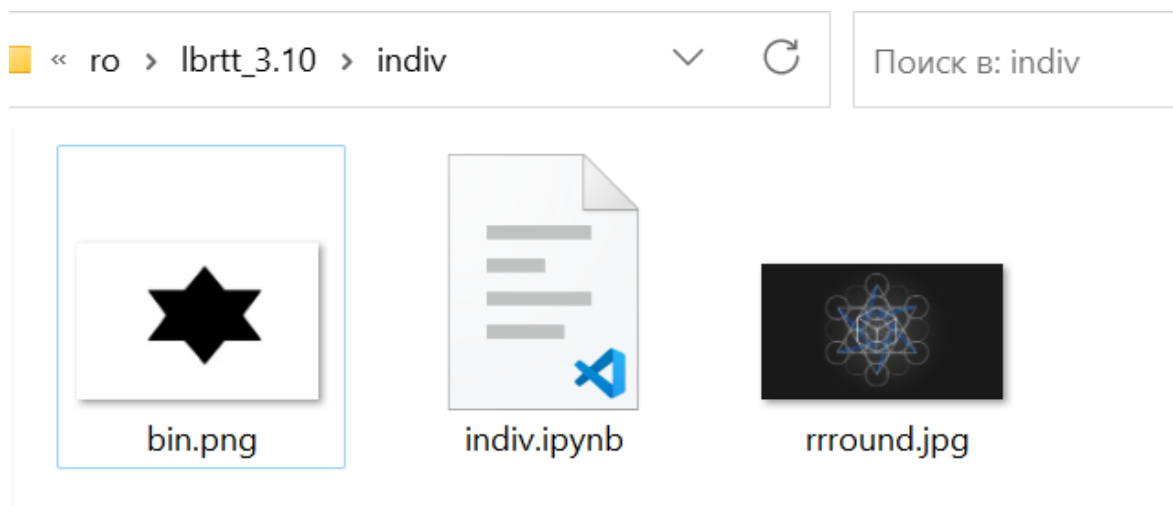 « ro > lbrtt_3.10 > indiv
Поиск в: indiv
bin.png
indiv.ipynb
rrround.jpg